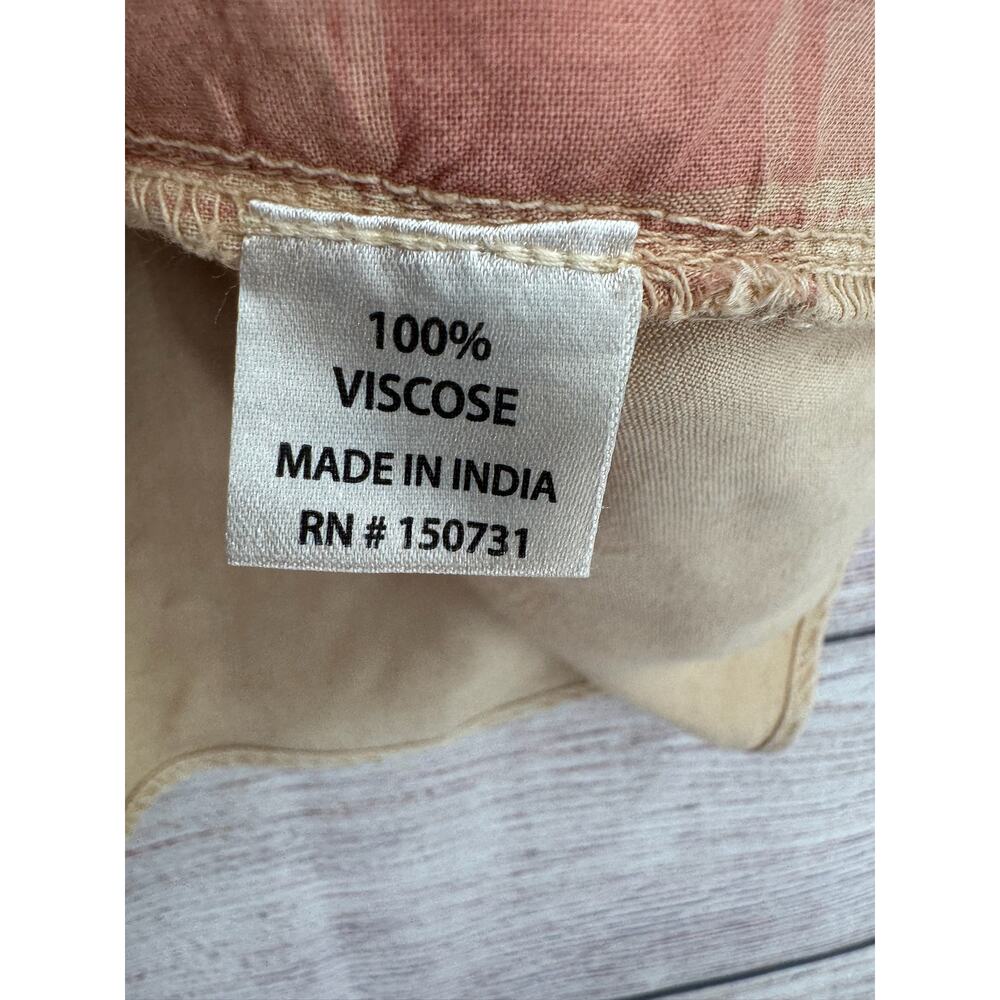 100%
VISCOSE
MADE IN INDIA
RN # 150731